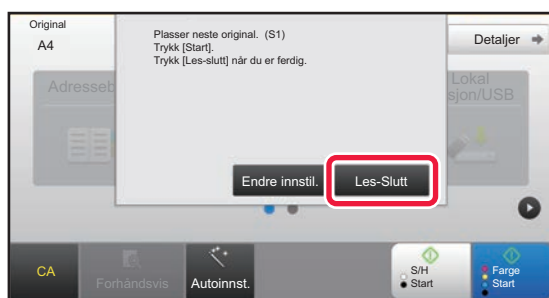 Original
A4
Plasser neste original. (S1)
Trykk [Start].
Trykk [Les-slutt] når du er ferdig.
Detaljer
Adresseb
Lokal
sjon/USB
Endre innstil.
Les-Slutt
CA
Forhåndsvis
Autoinnst.
S/H
Start
Farge
Start